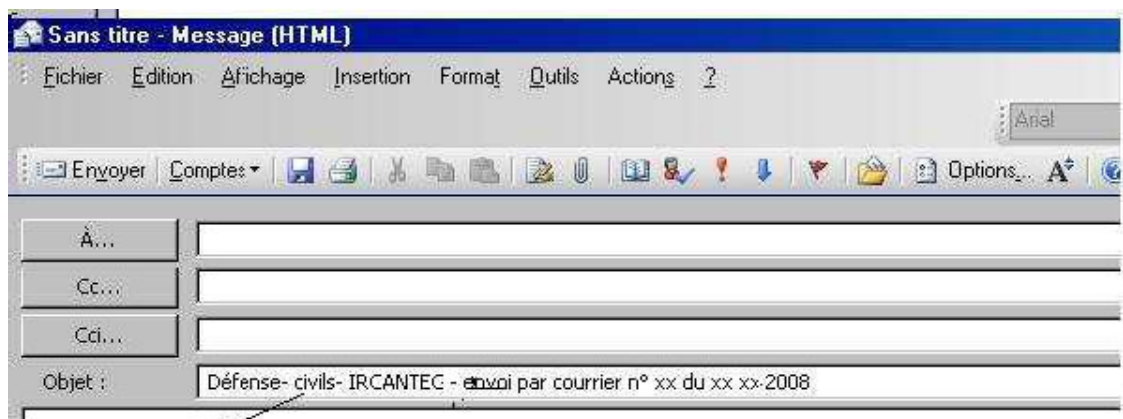 Sans titre - Message (HTML)
Fichier Edition Afichage Insertion Format Outils Actions ?
Arial
Envoyer Comptes Options... A
À...
Cc...
Cci...
Objet : Défense- civils- IRCANTEC - envoi par courrier n° xx du xx xx-2008